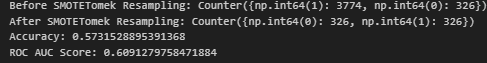 Before SMOTETomek Resampling: Counter({np.int64(1): 3774, np.int64(0): 326})
After SMOTETomek Resampling: Counter({np.int64(0): 326, np.int64(1): 326})
Accuracy: 0.5731528895391368
ROC AUC Score: 0.6091279758471884